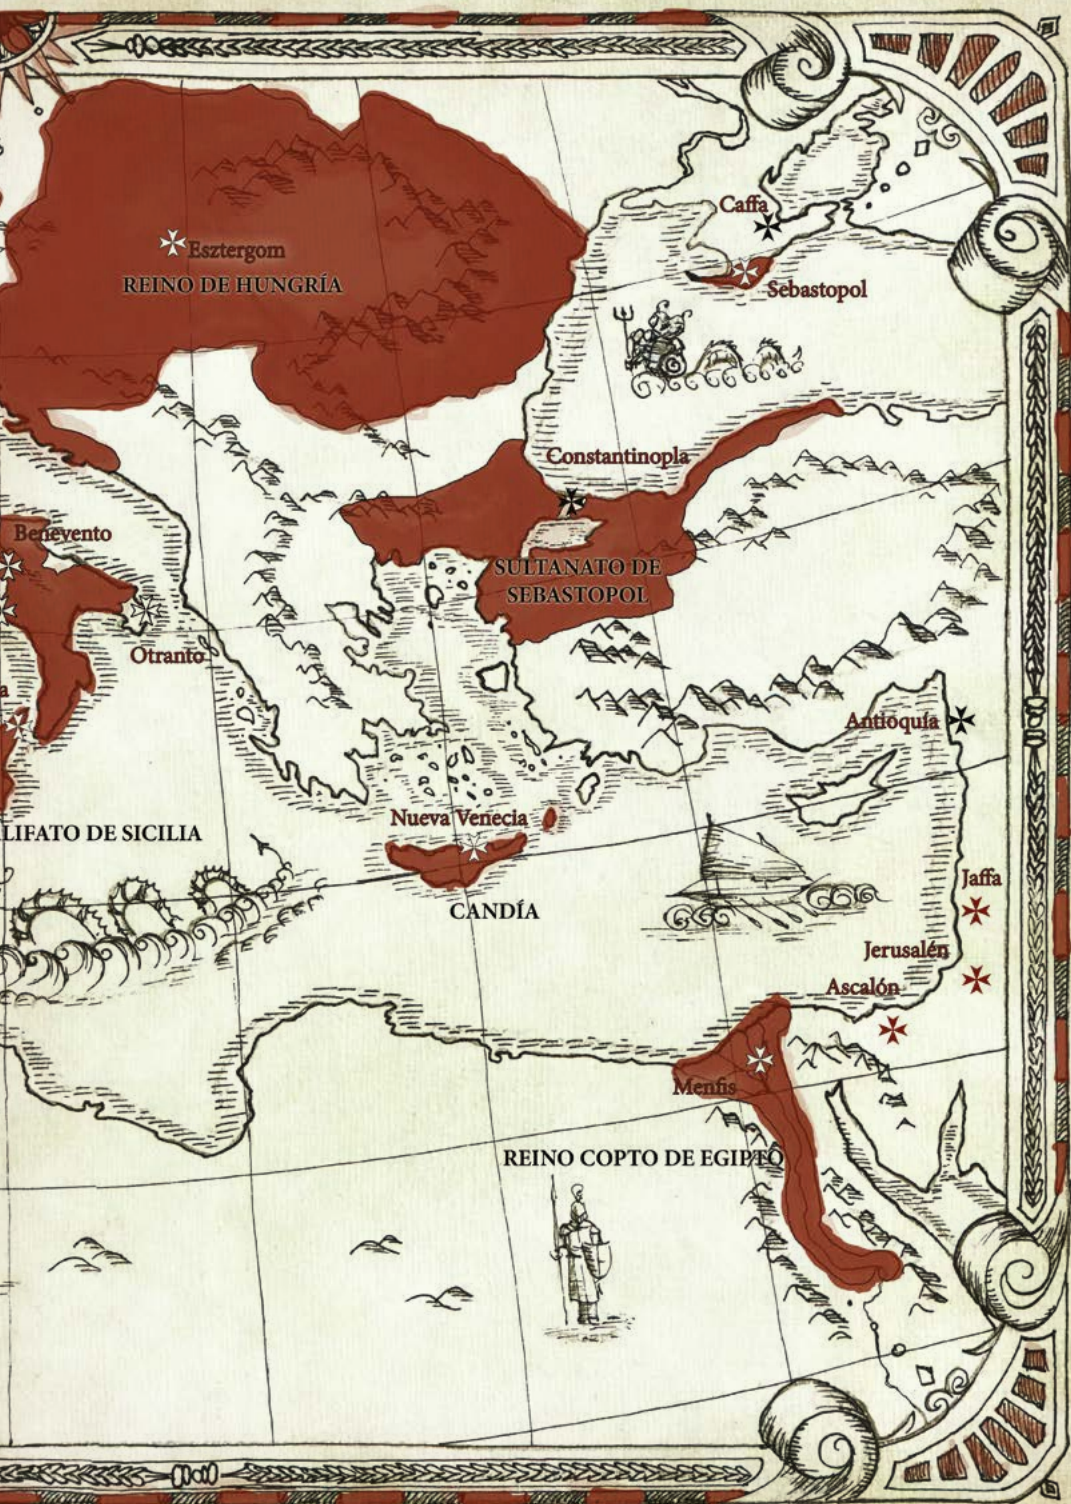 Caffa
Esztergom
REINO DE HUNGRÍA
Sebastopol
Constantinopla
Benevento
SULTANATO DE
SEBASTOPOL
Otranto
a
Antioquía
Nueva Venecia
LIFATO DE SICILIA
Jaffa
CANDÍA
Jerusalén
Ascalón
Menfis
REINO COPTO DE EGIPTO